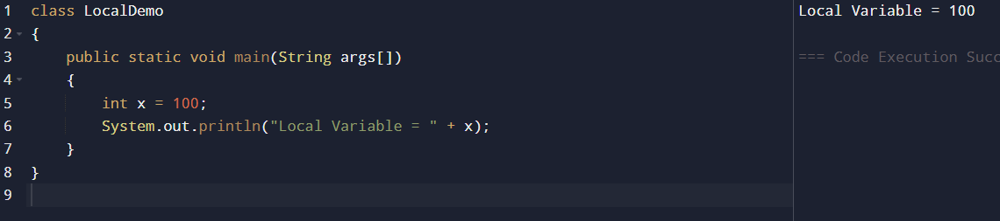 1 class LocalDemo
2 {
3     public static void main(String args[])
4     {
5         int x = 100;
6         System.out.println("Local Variable = " + x);
7     }
8 }
9
Local Variable = 100
=== Code Execution Succ